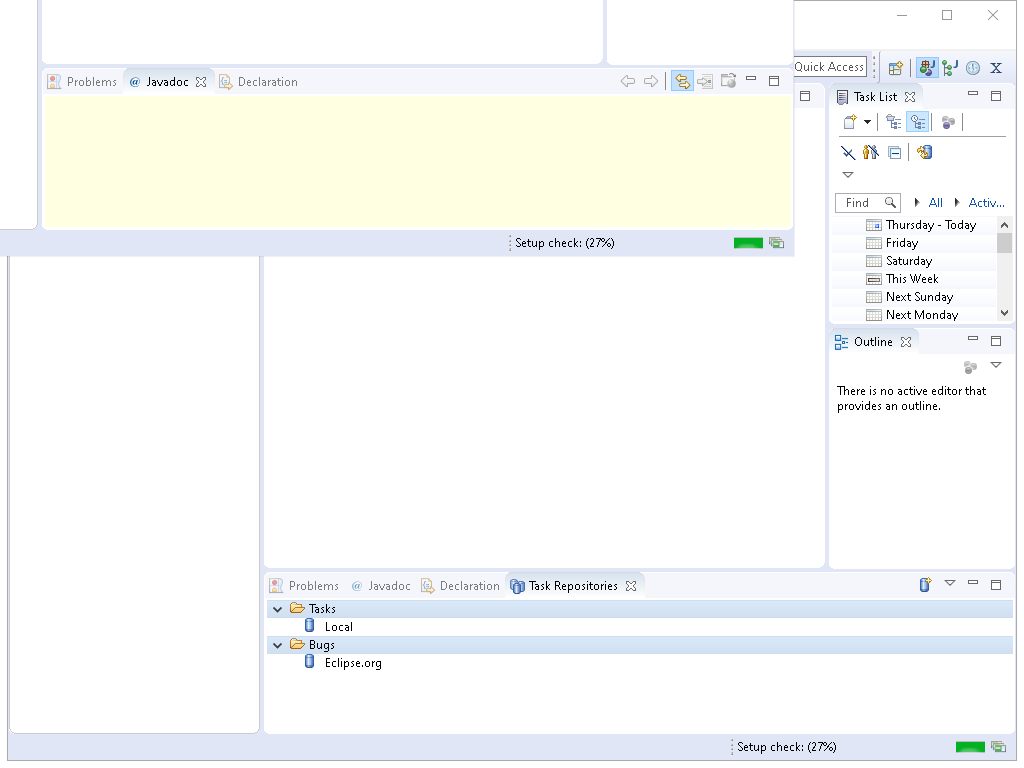 Problems Javadoc Declaration
Setup check: (27%)
Quick Access
Task List
Find All Activ...
Thursday - Today
Friday
Saturday
This Week
Next Sunday
Next Monday
Outline
There is no active editor that
provides an outline.
Problems @ Javadoc Declaration Task Repositories
Tasks
Local
Bugs
Eclipse.org
Setup check: (27%)